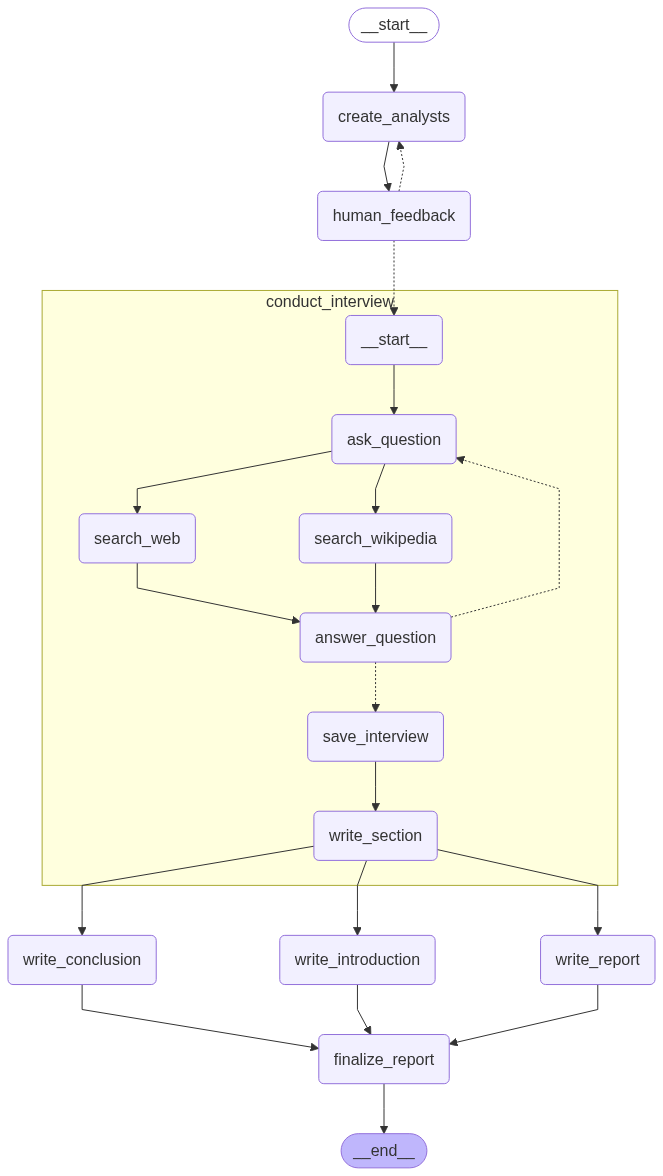 __start__
create_analysts
human_feedback
conduct_interview
__start__
ask_question
search_web
search_wikipedia
answer_question
save_interview
write_section
write_conclusion
write_introduction
write_report
finalize_report
__end__